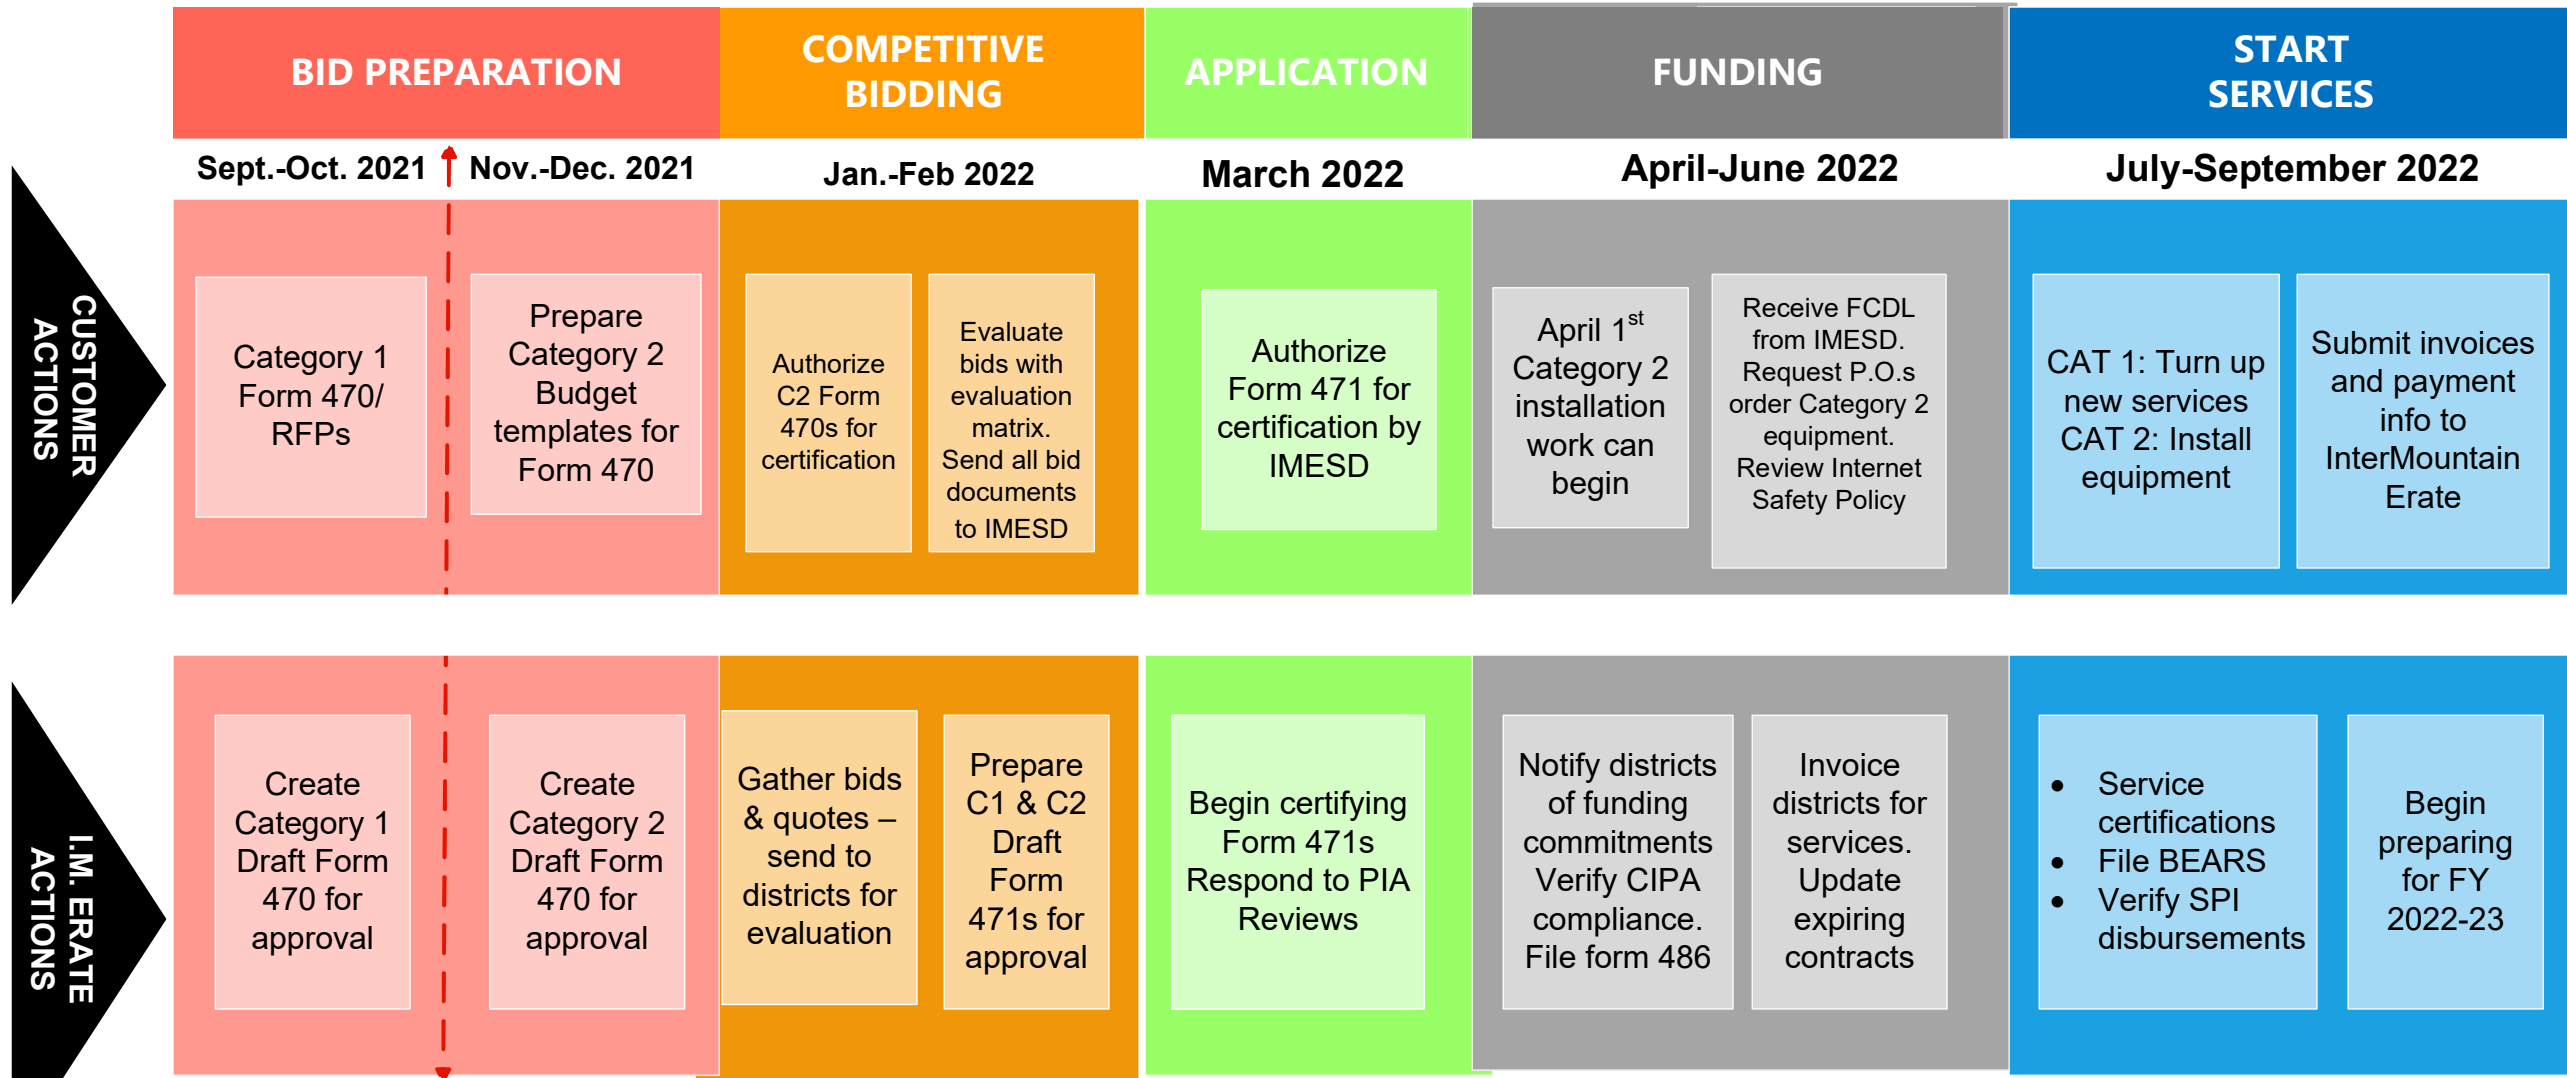 BID PREPARATION
COMPETITIVE
BIDDING
APPLICATION
FUNDING
START
SERVICES
Sept.-Oct. 2021
Nov.-Dec. 2021
Jan.-Feb 2022
March 2022
April-June 2022
July-September 2022
CUSTOMER
ACTIONS
Category 1
Form 470/
RFPs
Prepare
Category 2
Budget
templates for
Form 470
Authorize
C2 Form
470s for
certification
Evaluate
bids with
evaluation
matrix.
Send all bid
documents
to IMESD
Authorize
Form 471 for
certification by
IMESD
April 1st
Category 2
installation
work can
begin
Receive FCDL
from IMESD.
Request P.O.s
order Category 2
equipment.
Review Internet
Safety Policy
CAT 1: Turn up
new services
CAT 2: Install
equipment
Submit invoices
and payment
info to
InterMountain
Erate
I.M. ERATE
ACTIONS
Create
Category 1
Draft Form
470 for
approval
Create
Category 2
Draft Form
470 for
approval
Gather bids
& quotes –
send to
districts for
evaluation
Prepare
C1 & C2
Draft
Form
471s for
approval
Begin certifying
Form 471s
Respond to PIA
Reviews
Notify districts
of funding
commitments
Verify CIPA
compliance.
File form 486
Invoice
districts for
services.
Update
expiring
contracts
• Service
certifications
• File BEARS
• Verify SPI
disbursements
Begin
preparing
for FY
2022-23